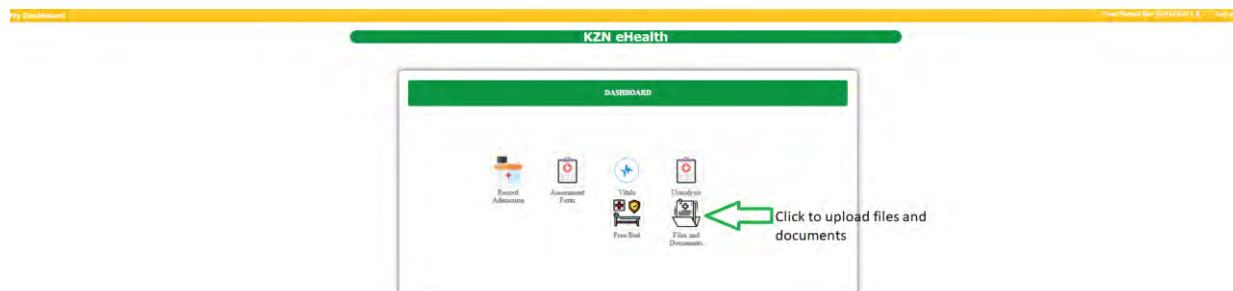 My Dashboard
KZN eHealth
DASHBOARD
Record
Admission
Assessment
Form
Vitals
Urinalysis
Free Bed
Files and
Documents
Click to upload files and
documents